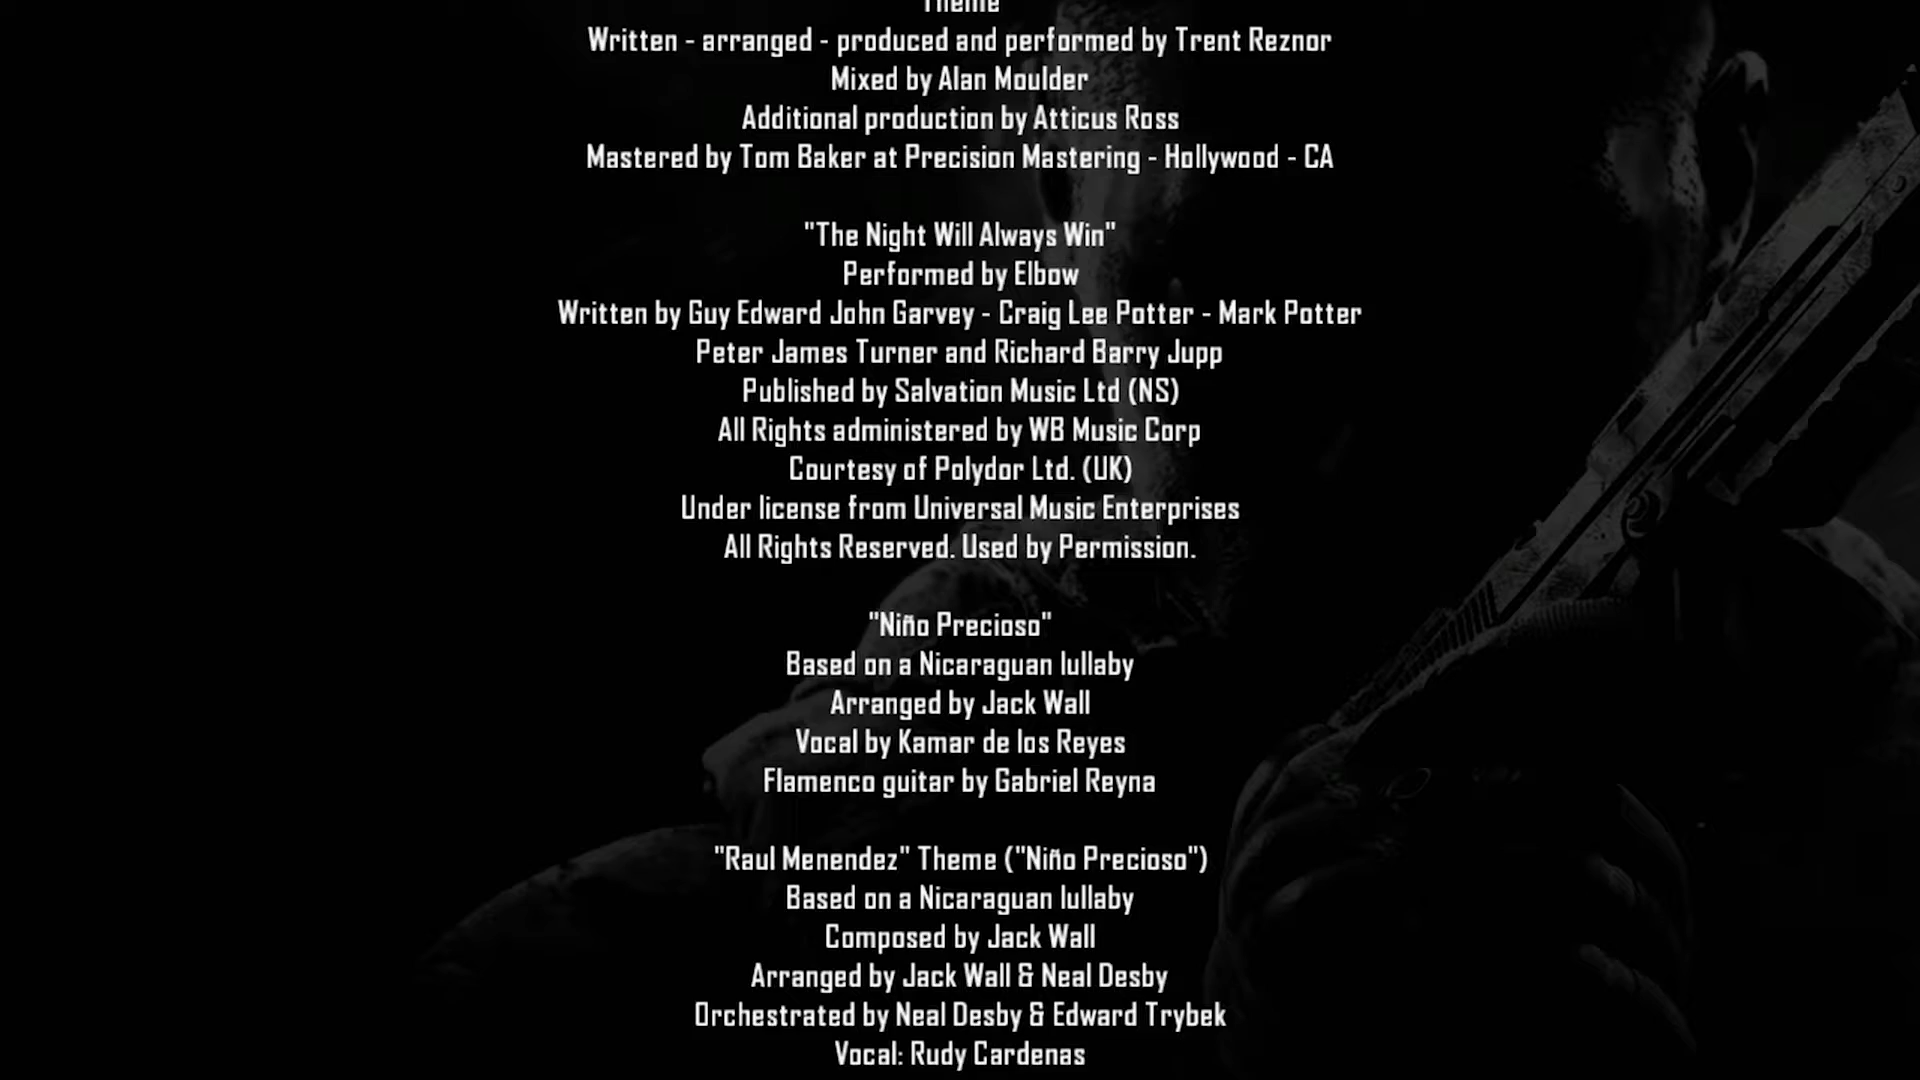 Theme
Written - arranged - produced and performed by Trent Reznor
Mixed by Alan Moulder
Additional production by Atticus Ross
Mastered by Tom Baker at Precision Mastering - Hollywood - CA
"The Night Will Always Win"
Performed by Elbow
Written by Guy Edward John Garvey - Craig Lee Potter - Mark Potter
Peter James Turner and Richard Barry Jupp
Published by Salvation Music Ltd (NS)
All Rights administered by WB Music Corp
Courtesy of Polydor Ltd. (UK)
Under license from Universal Music Enterprises
All Rights Reserved. Used by Permission.
"Niño Precioso"
Based on a Nicaraguan lullaby
Arranged by Jack Wall
Vocal by Kamar de los Reyes
Flamenco guitar by Gabriel Reyna
"Raul Menendez" Theme ("Niño Precioso")
Based on a Nicaraguan lullaby
Composed by Jack Wall
Arranged by Jack Wall & Neal Desby
Orchestrated by Neal Desby & Edward Trybek
Vocal: Rudy Cardenas